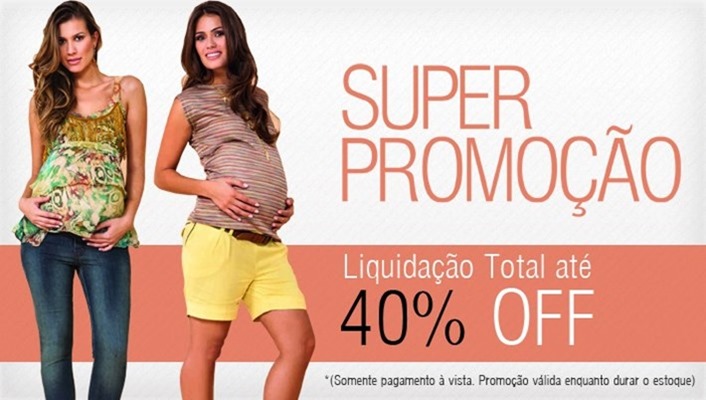 SUPER
PROMOÇÃO
Liquidação Total até
40% OFF
*(Somente pagamento à vista. Promoção válida enquanto durar o estoque)